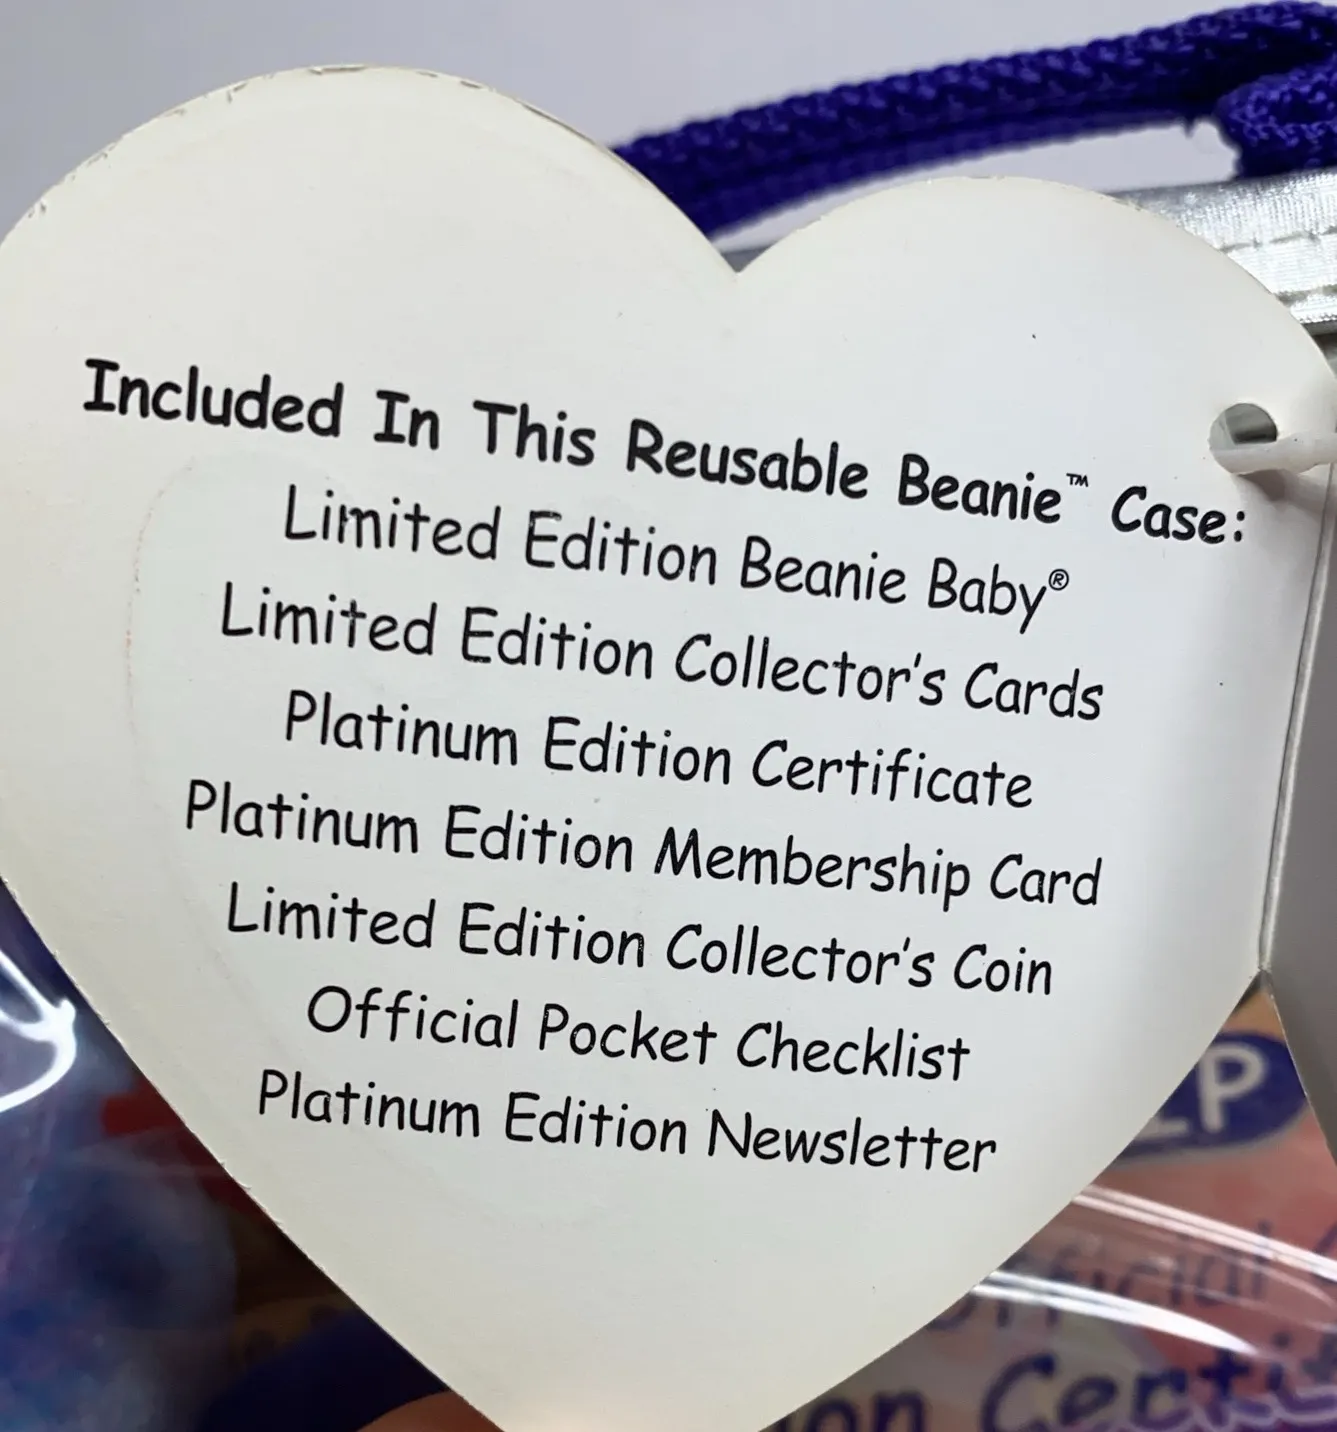 Included In This Reusable Beanie™ Case:
Limited Edition Beanie Baby®
Limited Edition Collector's Cards
Platinum Edition Certificate
Platinum Edition Membership Card
Limited Edition Collector's Coin
Official Pocket Checklist
Platinum Edition Newsletter
Official